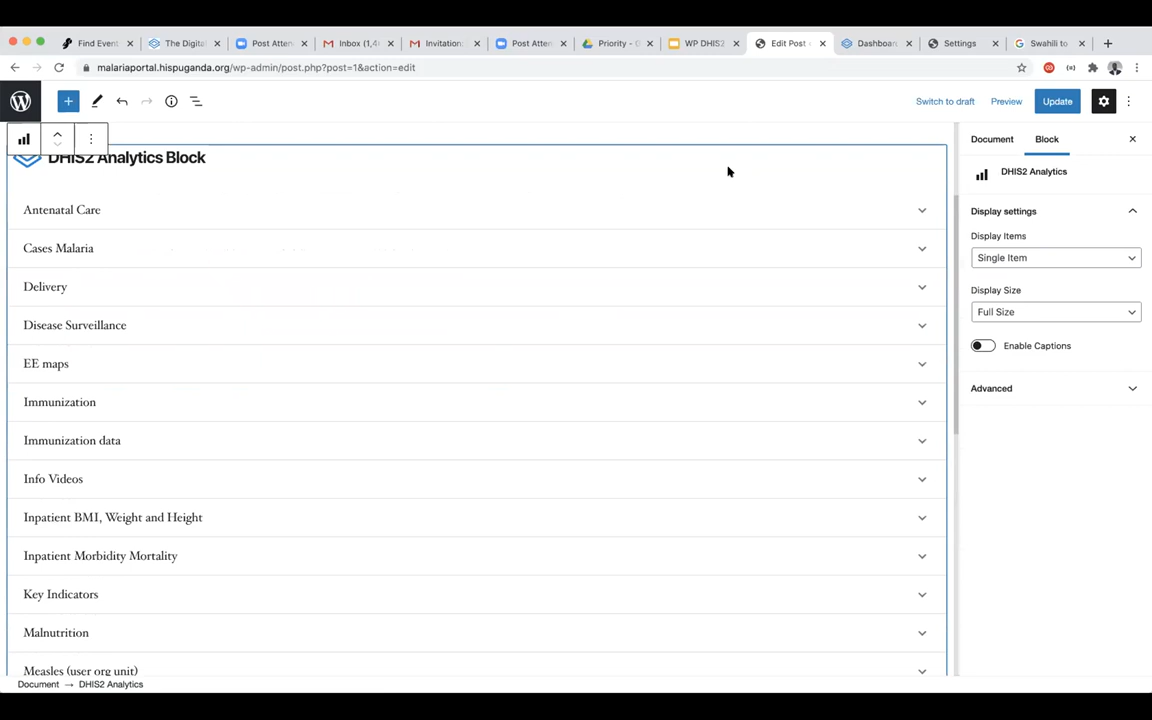 Find Event
The Digital
Post Atten
Inbox (1,4
Invitation:
Post Atten
Priority - 
WP DHIS2
Edit Post
Dashboard
Settings
Swahili to
malariaportal.hispuganda.org/wp-admin/post.php?post=1&action=edit
Switch to draft
Preview
Update
DHIS2 Analytics Block
Antenatal Care
Cases Malaria
Delivery
Disease Surveillance
EE maps
Immunization
Immunization data
Info Videos
Inpatient BMI, Weight and Height
Inpatient Morbidity Mortality
Key Indicators
Malnutrition
Measles (user org unit)
Document
Block
DHIS2 Analytics
Display settings
Display Items
Single Item
Display Size
Full Size
Enable Captions
Advanced
Document → DHIS2 Analytics